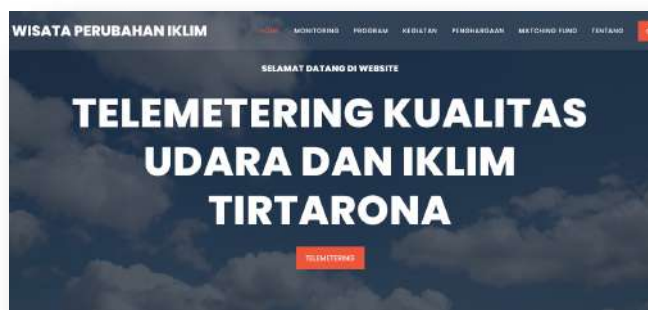 WISATA PERUBAHAN IKLIM
HOME MONITORING PROGRAM KEGIATAN PENGHARGAAN MATCHING FUND TENTANG
SELAMAT DATANG DI WEBSITE
TELEMETERING KUALITAS
UDARA DAN IKLIM
TIRTARONA
TELEMETERING